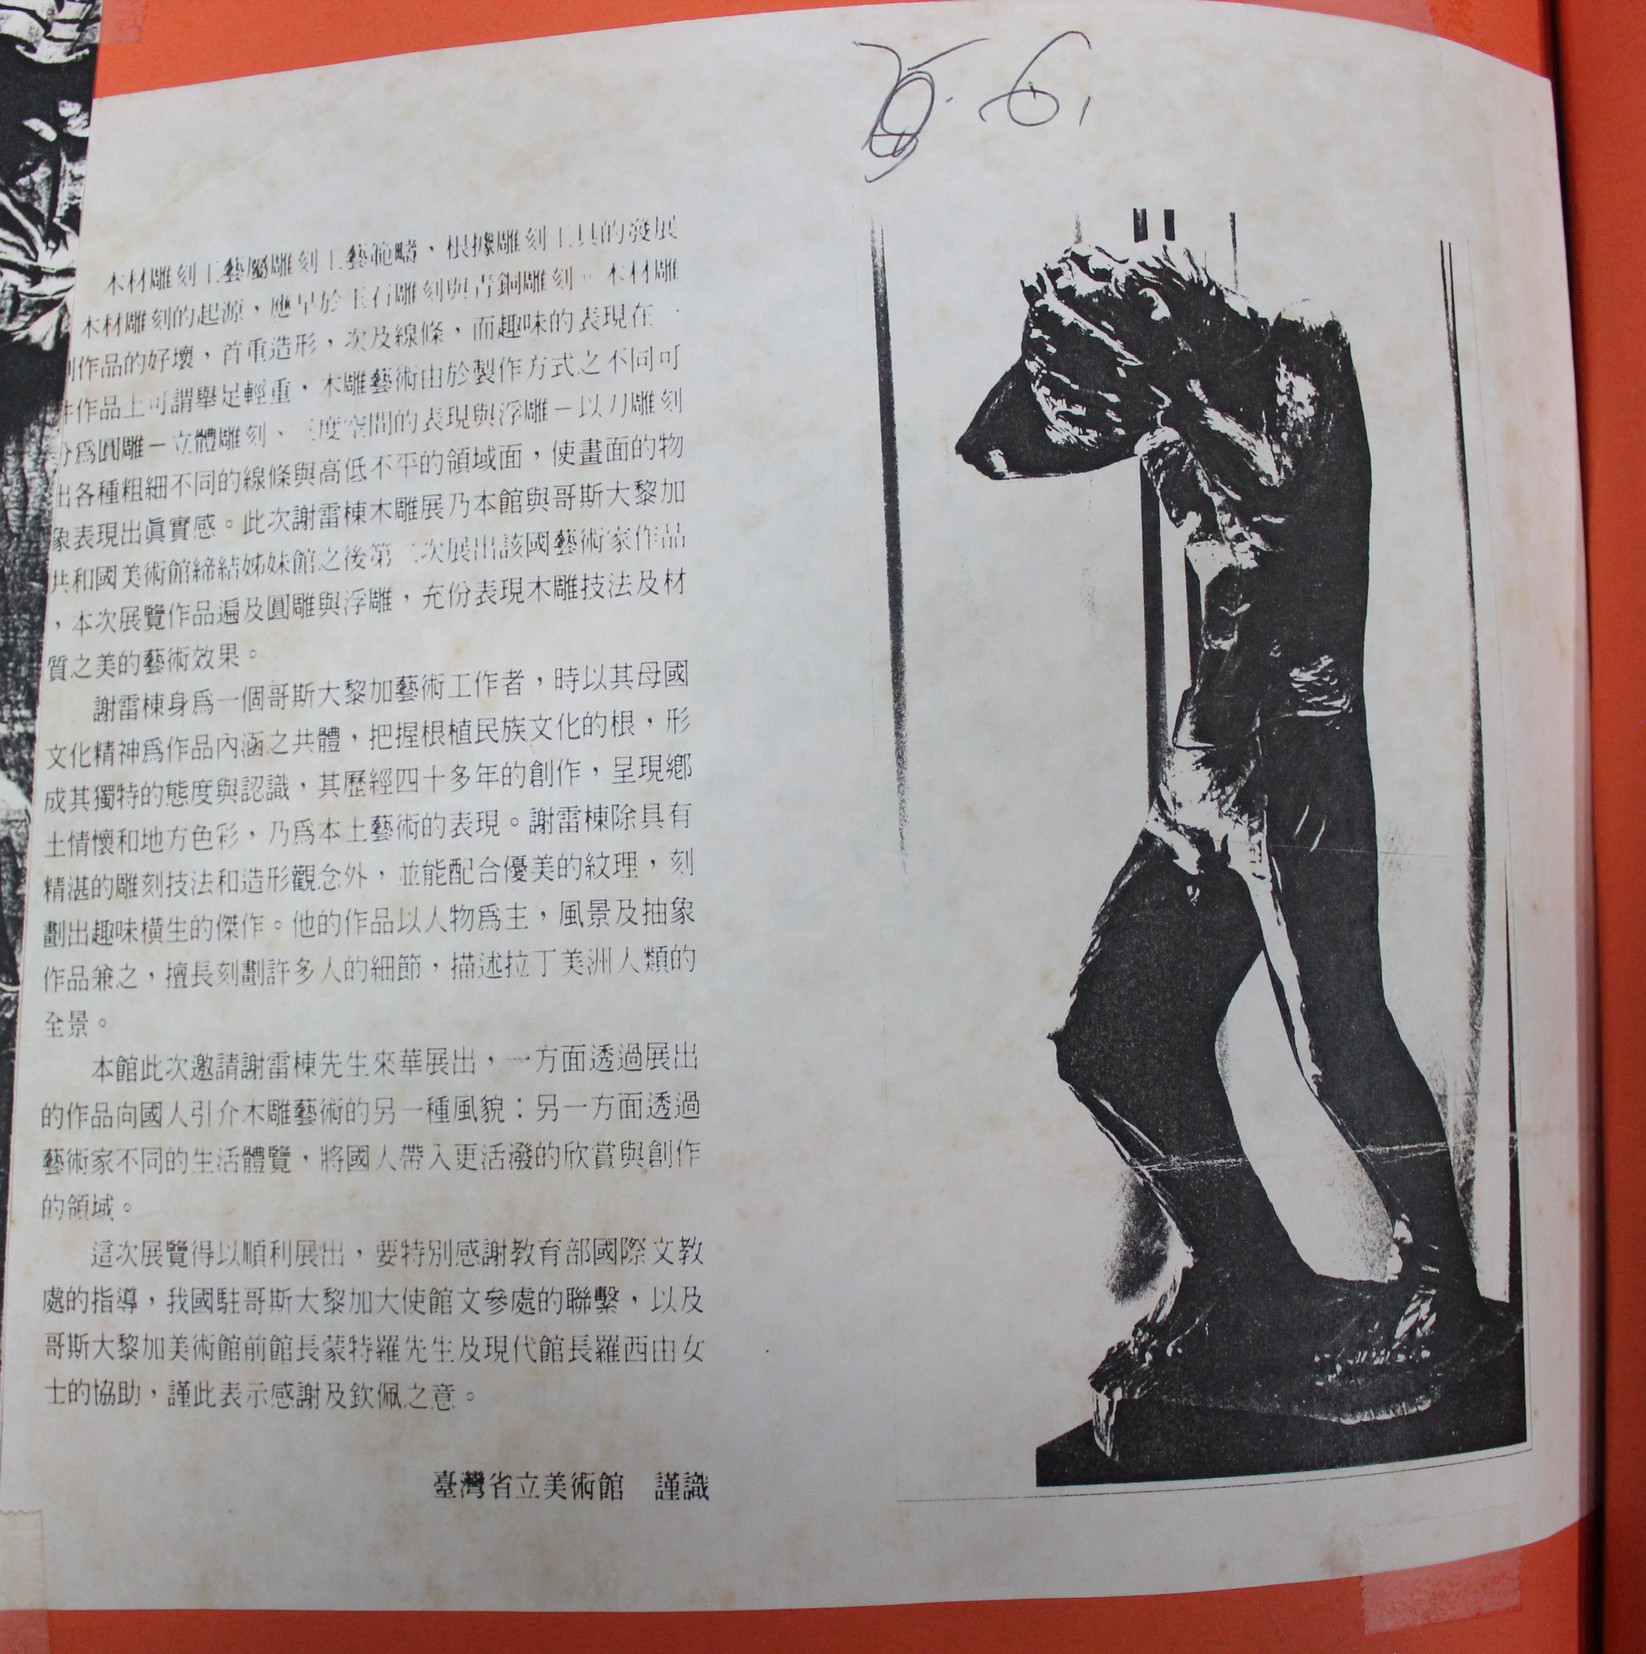 木材雕刻工藝屬雕刻工藝範疇，根據雕刻工具的發展
木材雕刻的起源，應早於玉石雕刻與青銅雕刻。木材雕
作品的好壞，首重造形，次及線條，而趣味的表現在一
件作品上可謂舉足輕重，木雕藝術由於製作方式之不同可
分爲圓雕－立體雕刻、三度空間的表現與浮雕－以刀雕刻
出各種粗細不同的線條與高低不平的領域面，使畫面的物
象表現出眞實感。此次謝雷棟木雕展乃本館與哥斯大黎加
共和國美術館締結姊妹館之後第 次展出該國藝術家作品
，本次展覽作品遍及圓雕與浮雕，充份表現木雕技法及材
質之美的藝術效果。
謝雷棟身爲一個哥斯大黎加藝術工作者，時以其母國
文化精神爲作品內涵之共體，把握根植民族文化的根，形
成其獨特的態度與認識，其歷經四十多年的創作，呈現鄉
土情懷和地方色彩，乃爲本土藝術的表現。謝雷棟除具有
精湛的雕刻技法和造形觀念外，並能配合優美的紋理，刻
劃出趣味橫生的傑作。他的作品以人物爲主，風景及抽象
作品兼之，擅長刻劃許多人的細節，描述拉丁美洲人類的
全景。
本館此次邀請謝雷棟先生來華展出，一方面透過展出
的作品向國人引介木雕藝術的另一種風貌；另一方面透過
藝術家不同的生活體覽，將國人帶入更活潑的欣賞與創作
的領域。
這次展覽得以順利展出，要特別感謝教育部國際文教
處的指導，我國駐哥斯大黎加大使館文參處的聯繫，以及
哥斯大黎加美術館前館長蒙特羅先生及現代館長羅西由女
士的協助，謹此表示感謝及欽佩之意。
臺灣省立美術館　謹識